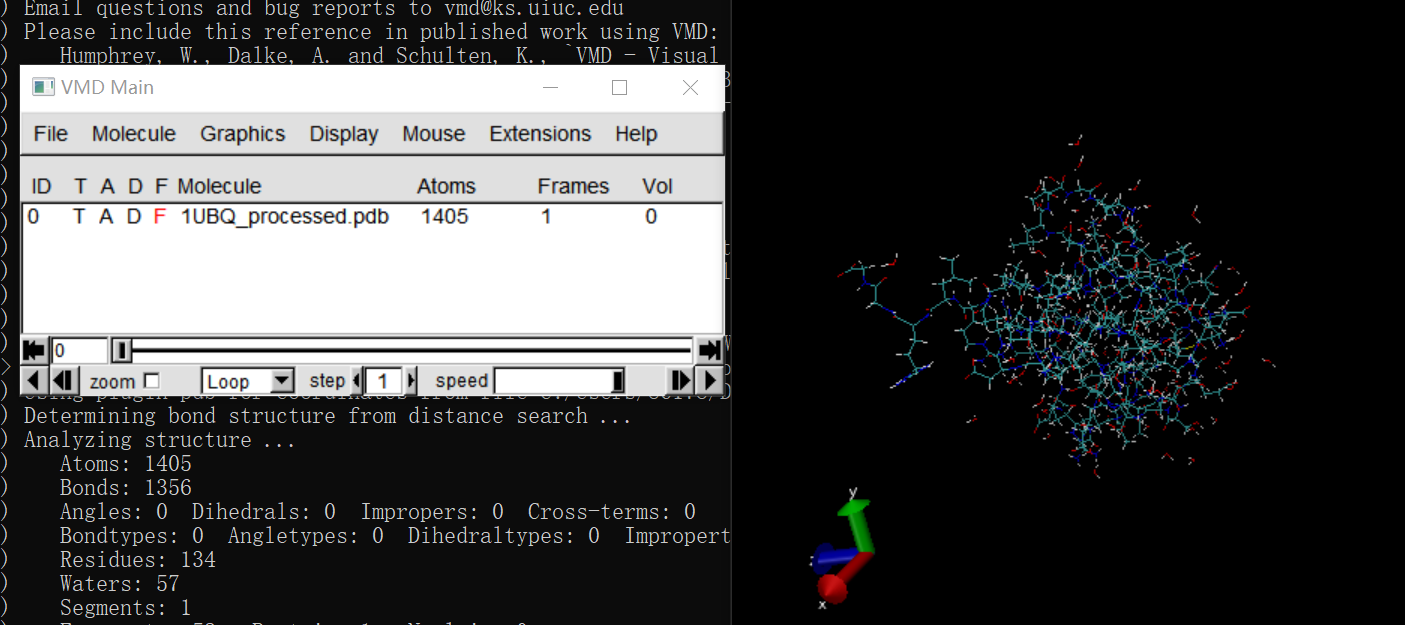 ) Email questions and bug reports to vmd@ks.uiuc.edu
) Please include this reference in published work using VMD:
) Humphrey, W., Dalke, A. and Schulten, K., `VMD - Visual
VMD Main
File Molecule Graphics Display Mouse Extensions Help
ID T A D F Molecule Atoms Frames Vol
0 T A D F 1UBQ_processed.pdb 1405 1 0
0
zoom Loop step 1 speed
) Determining bond structure from distance search ...
) Analyzing structure ...
) Atoms: 1405
) Bonds: 1356
) Angles: 0 Dihedrals: 0 Impropers: 0 Cross-terms: 0
) Bondtypes: 0 Angletypes: 0 Dihedraltypes: 0 Impropert
) Residues: 134
) Waters: 57
) Segments: 1
y
x